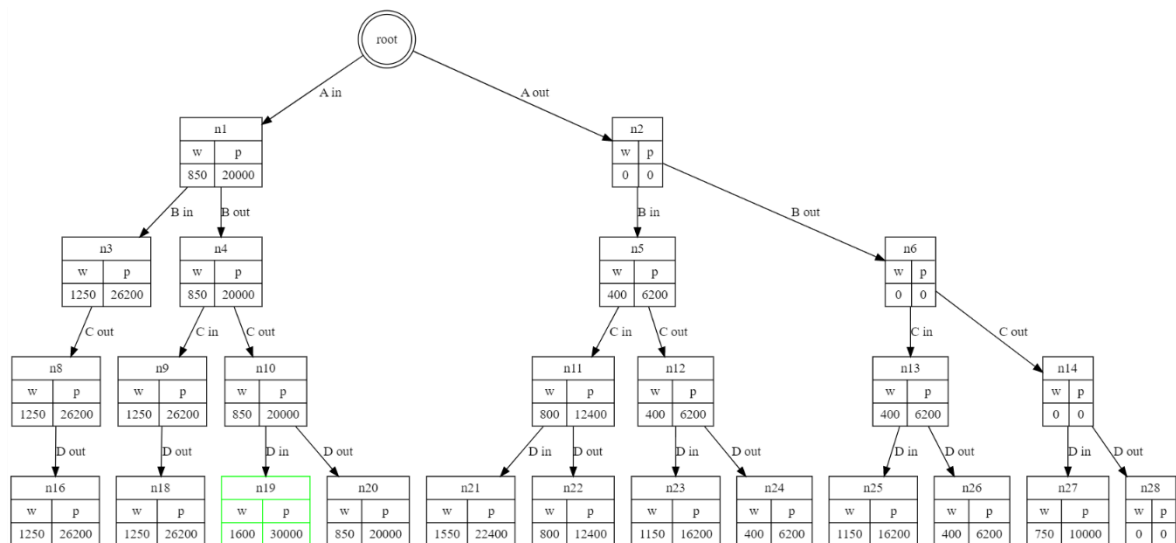 root
A in A out
n1 n2
w p w p
850 20000 0 0
B in B out B in B out
n3 n4 n5 n6
w p w p w p w p
1250 26200 850 20000 400 6200 0 0
C out C in C out C in C out C in C out
n8 n9 n10 n11 n12 n13 n14
w p w p w p w p w p w p w p
1250 26200 1250 26200 850 20000 800 12400 400 6200 400 6200 0 0
D out D out D in D out D in D out D in D out D in D out D in D out
n16 n18 n19 n20 n21 n22 n23 n24 n25 n26 n27 n28
w p w p w p w p w p w p w p w p w p w p w p w p
1250 26200 1250 26200 1600 30000 850 20000 1550 22400 800 12400 1150 16200 400 6200 1150 16200 400 6200 750 10000 0 0